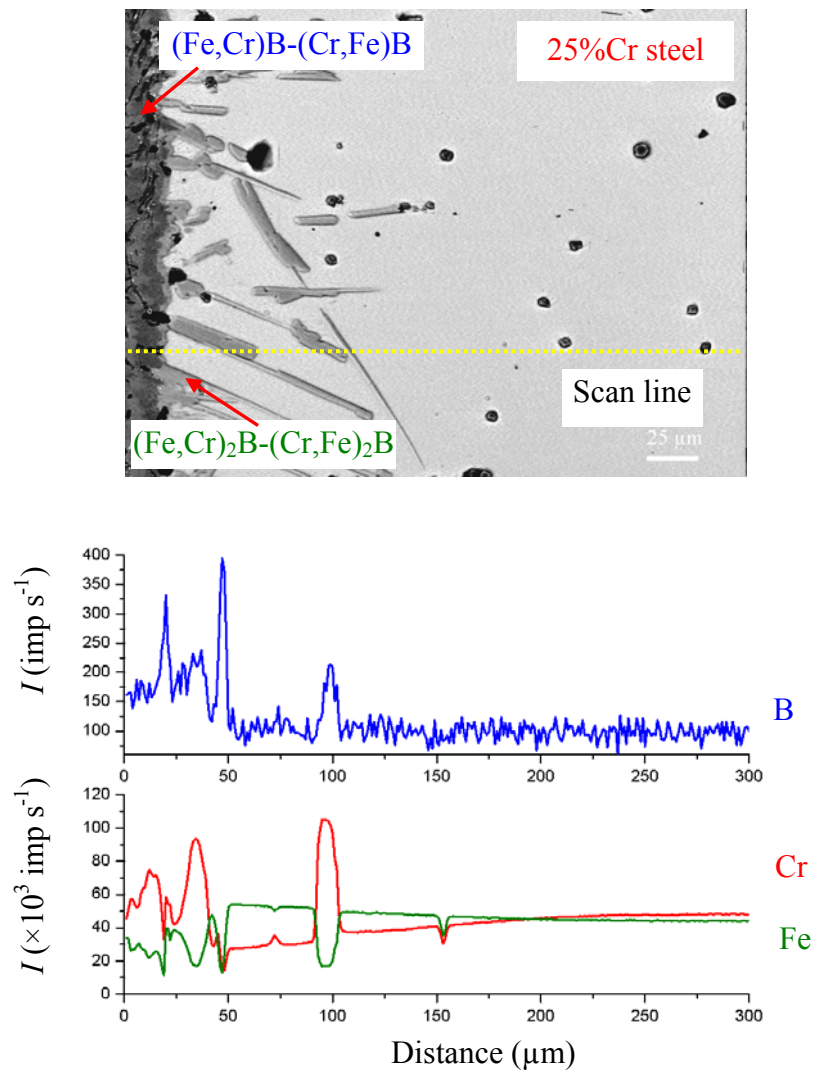 (Fe,Cr)B-(Cr,Fe)B
25%Cr steel
Scan line
25 µm
(Fe,Cr)₂B-(Cr,Fe)₂B
I (imp s⁻¹)
400
350
300
250
200
150
100
0 50 100 150 200 250 300
B
I (×10³ imp s⁻¹)
120
100
80
60
40
20
0
Cr
Fe
0 50 100 150 200 250 300
Distance (µm)